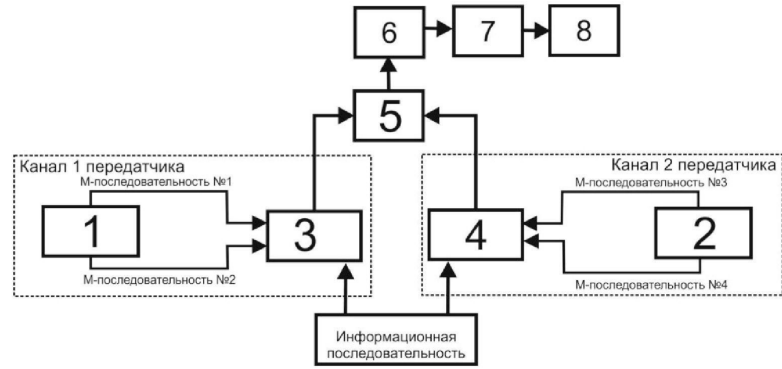 6
7
8
5
Канал 1 передатчика
Канал 2 передатчика
М-последовательность №1
М-последовательность №3
1
3
4
2
М-последовательность №2
М-последовательность №4
Информационная
последовательность